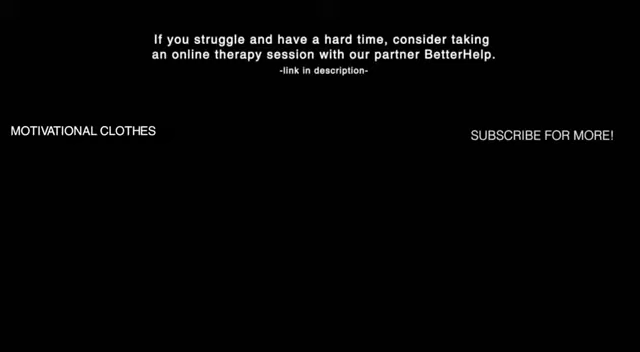 If you struggle and have a hard time, consider taking
an online therapy session with our partner BetterHelp.
-link in description-
MOTIVATIONAL CLOTHES
SUBSCRIBE FOR MORE!